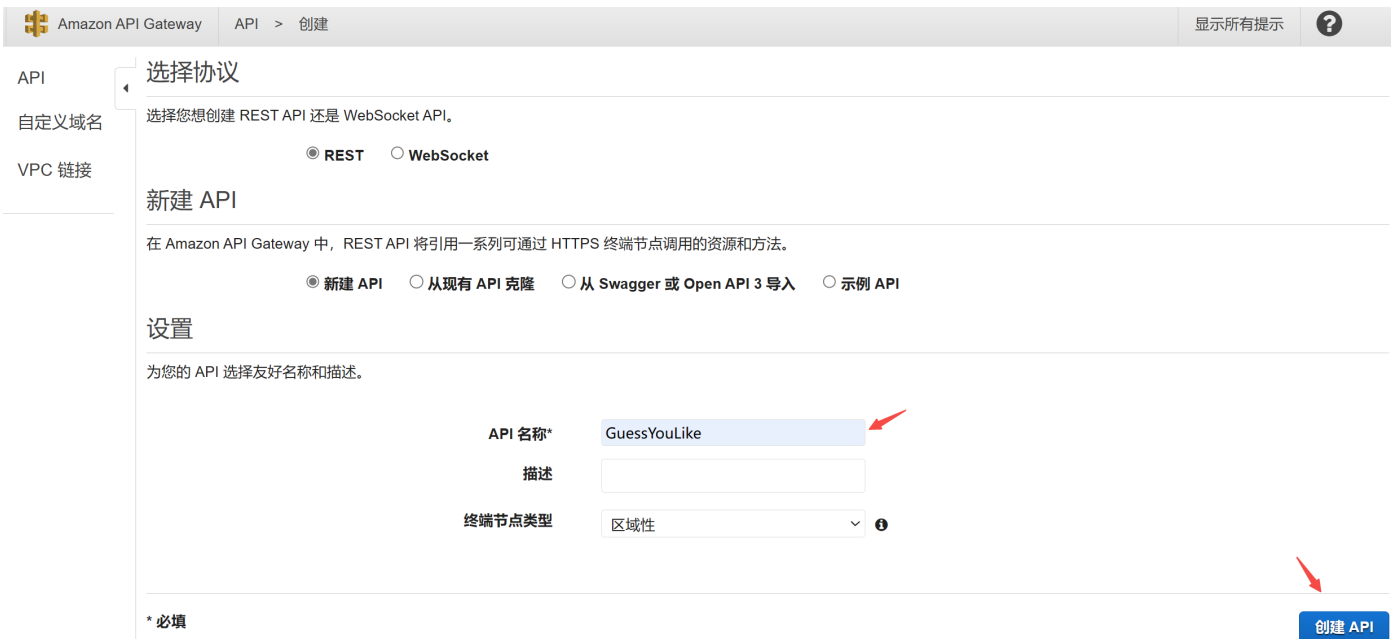 Amazon API Gateway API > 创建 显示所有提示 ?
API
自定义域名
VPC 链接
选择协议
选择您想创建 REST API 还是 WebSocket API。
REST WebSocket
新建 API
在 Amazon API Gateway 中，REST API 将引用一系列可通过 HTTPS 终端节点调用的资源和方法。
新建 API 从现有 API 克隆 从 Swagger 或 Open API 3 导入 示例 API
设置
为您的 API 选择友好名称和描述。
API 名称* GuessYouLike
描述
终端节点类型 区域性
* 必填
创建 API